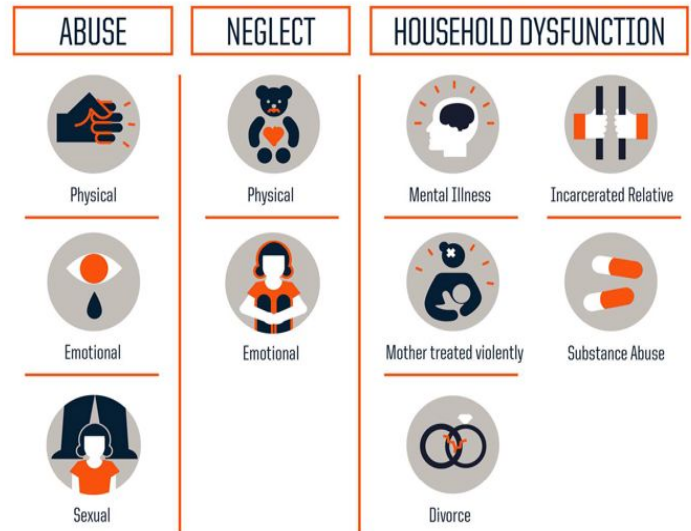 ABUSE
NEGLECT
HOUSEHOLD DYSFUNCTION
Physical
Physical
Mental Illness
Incarcerated Relative
Emotional
Emotional
Mother treated violently
Substance Abuse
Sexual
Divorce